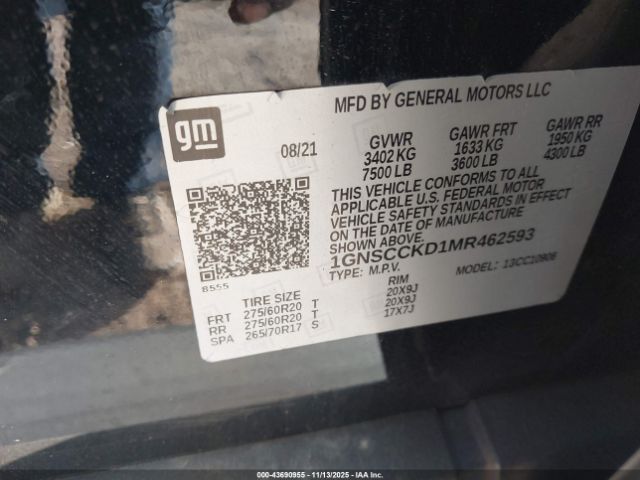 gm
MFD BY GENERAL MOTORS LLC
08/21
GVWR GAWR FRT GAWR RR
3402 KG 1633 KG 1950 KG
7500 LB 3600 LB 4300 LB
THIS VEHICLE CONFORMS TO ALL
APPLICABLE U.S. FEDERAL MOTOR
VEHICLE SAFETY STANDARDS IN EFFECT
ON THE DATE OF MANUFACTURE
SHOWN ABOVE.
1GNSCCKD1MR462593
TYPE: M.P.V. MODEL: 13CC10906
8555
TIRE SIZE RIM
FRT 275/60R20 T 20X9J
RR 275/60R20 T 20X9J
SPA 265/70R17 S 17X7J
OWNER: 43690955 | 11/13/2025 | IAA INC.